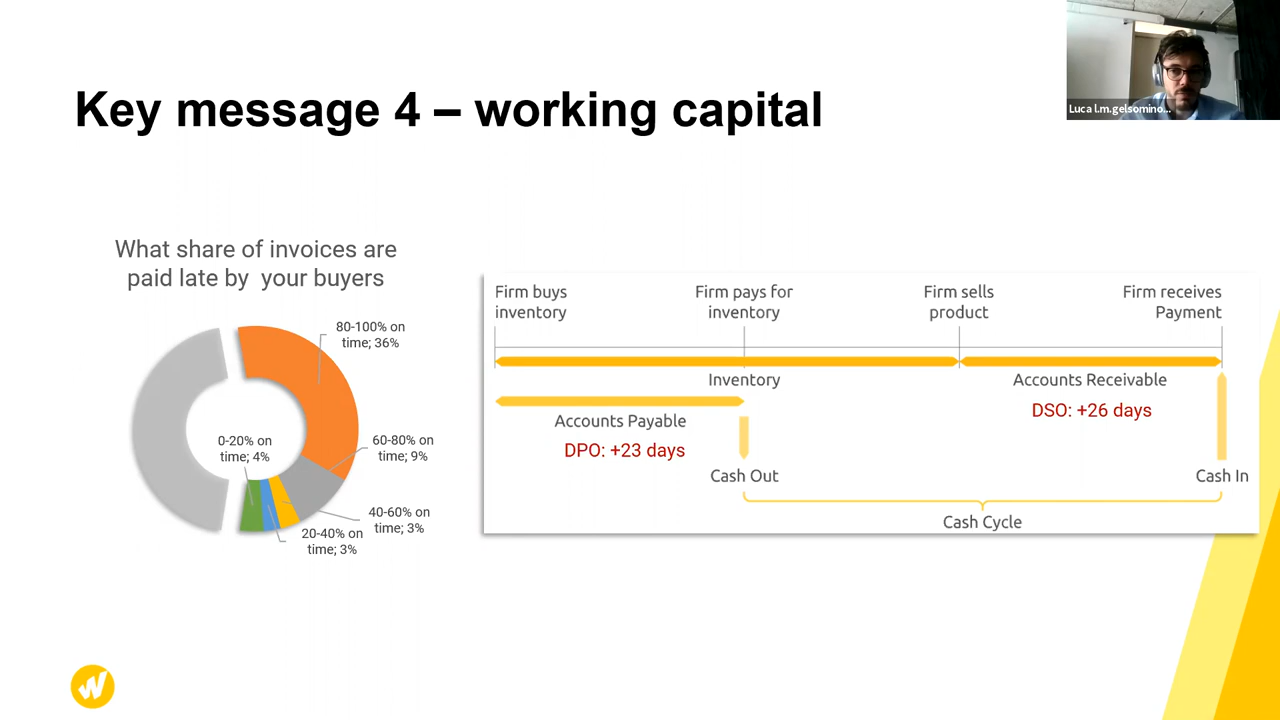 Luca l.m.gelsomino...
Key message 4 – working capital
What share of invoices are
paid late by your buyers
80-100% on
time; 36%
60-80% on
time; 9%
40-60% on
time; 3%
20-40% on
time; 3%
0-20% on
time; 4%
Firm buys
inventory
Firm pays for
inventory
Firm sells
product
Firm receives
Payment
Inventory
Accounts Receivable
DSO: +26 days
Accounts Payable
DPO: +23 days
Cash Out
Cash In
Cash Cycle